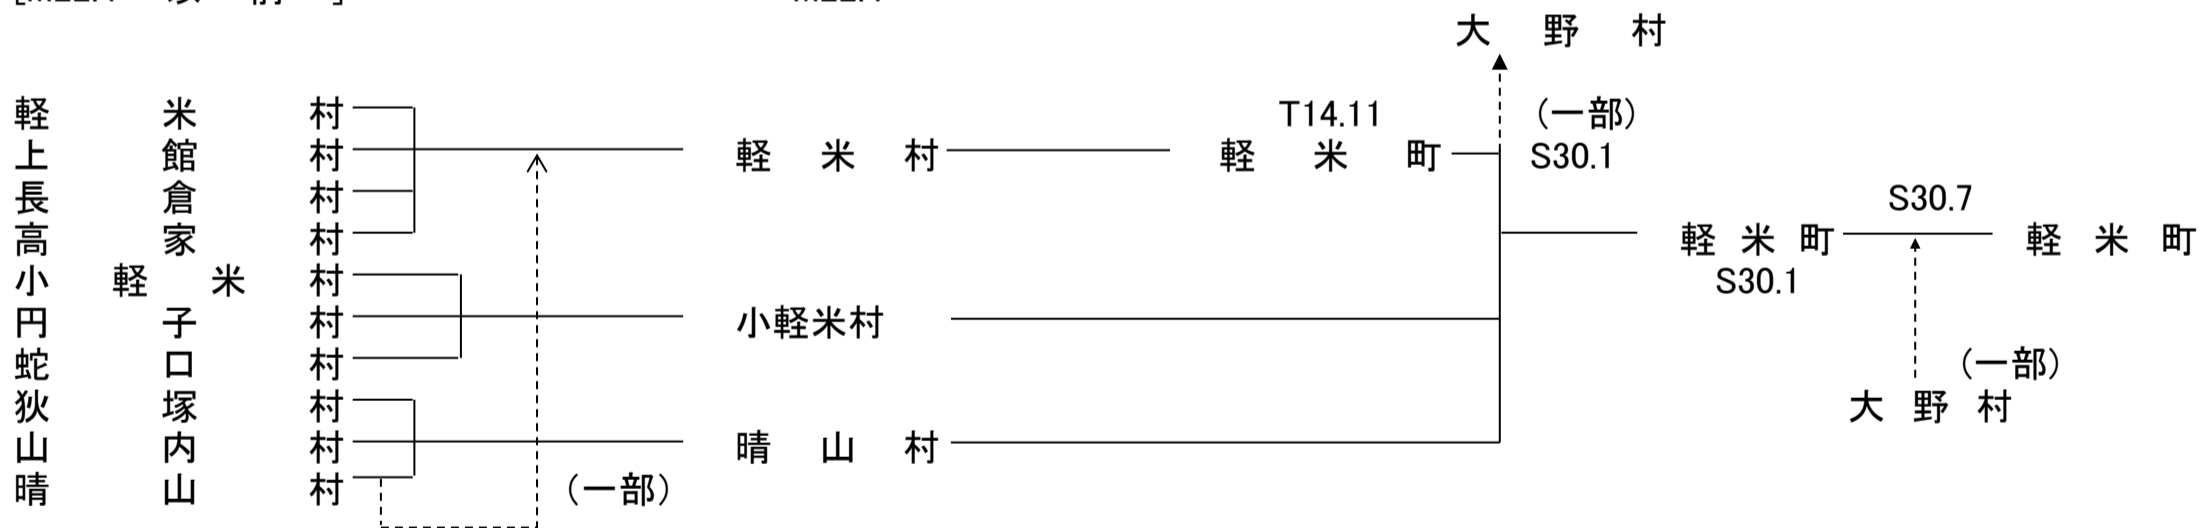 大野村
軽米村
T14.11
(一部)
上館村
軽米村
軽米町
S30.1
長倉村
S30.7
高家村
軽米町
軽米町
小軽米村
S30.1
円子村
小軽米村
蛇口村
(一部)
狄塚村
大野村
山内村
晴山村
晴山村
(一部)